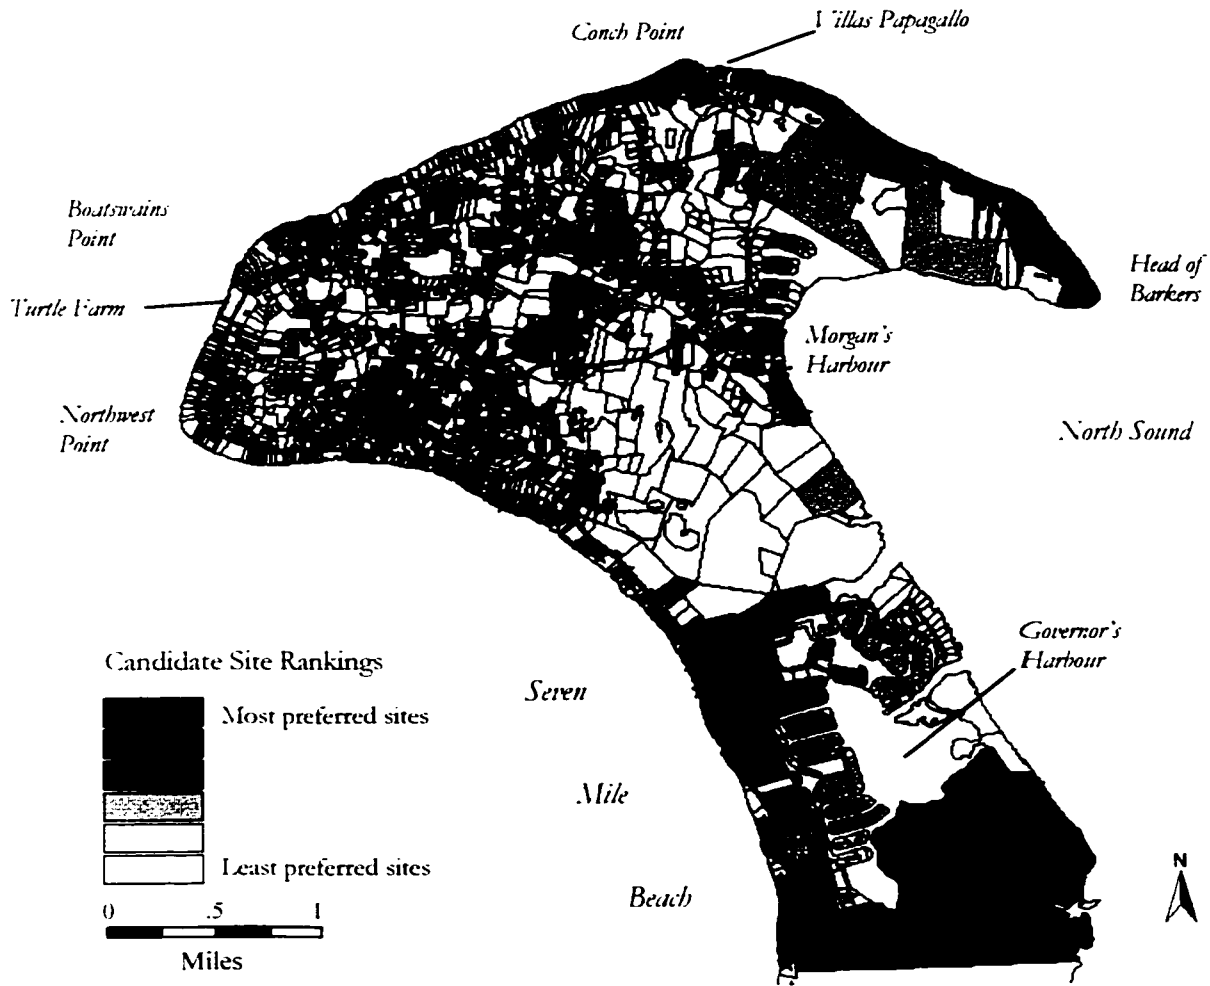 Villas Papagallo
Conch Point
Boatswains
Point
Head of
Barkers
Turtle Farm
Morgan's
Harbour
Northwest
Point
North Sound
Governor's
Harbour
Candidate Site Rankings
Seven
Most preferred sites
Mile
Least preferred sites
Beach
N
0 .5 1
Miles